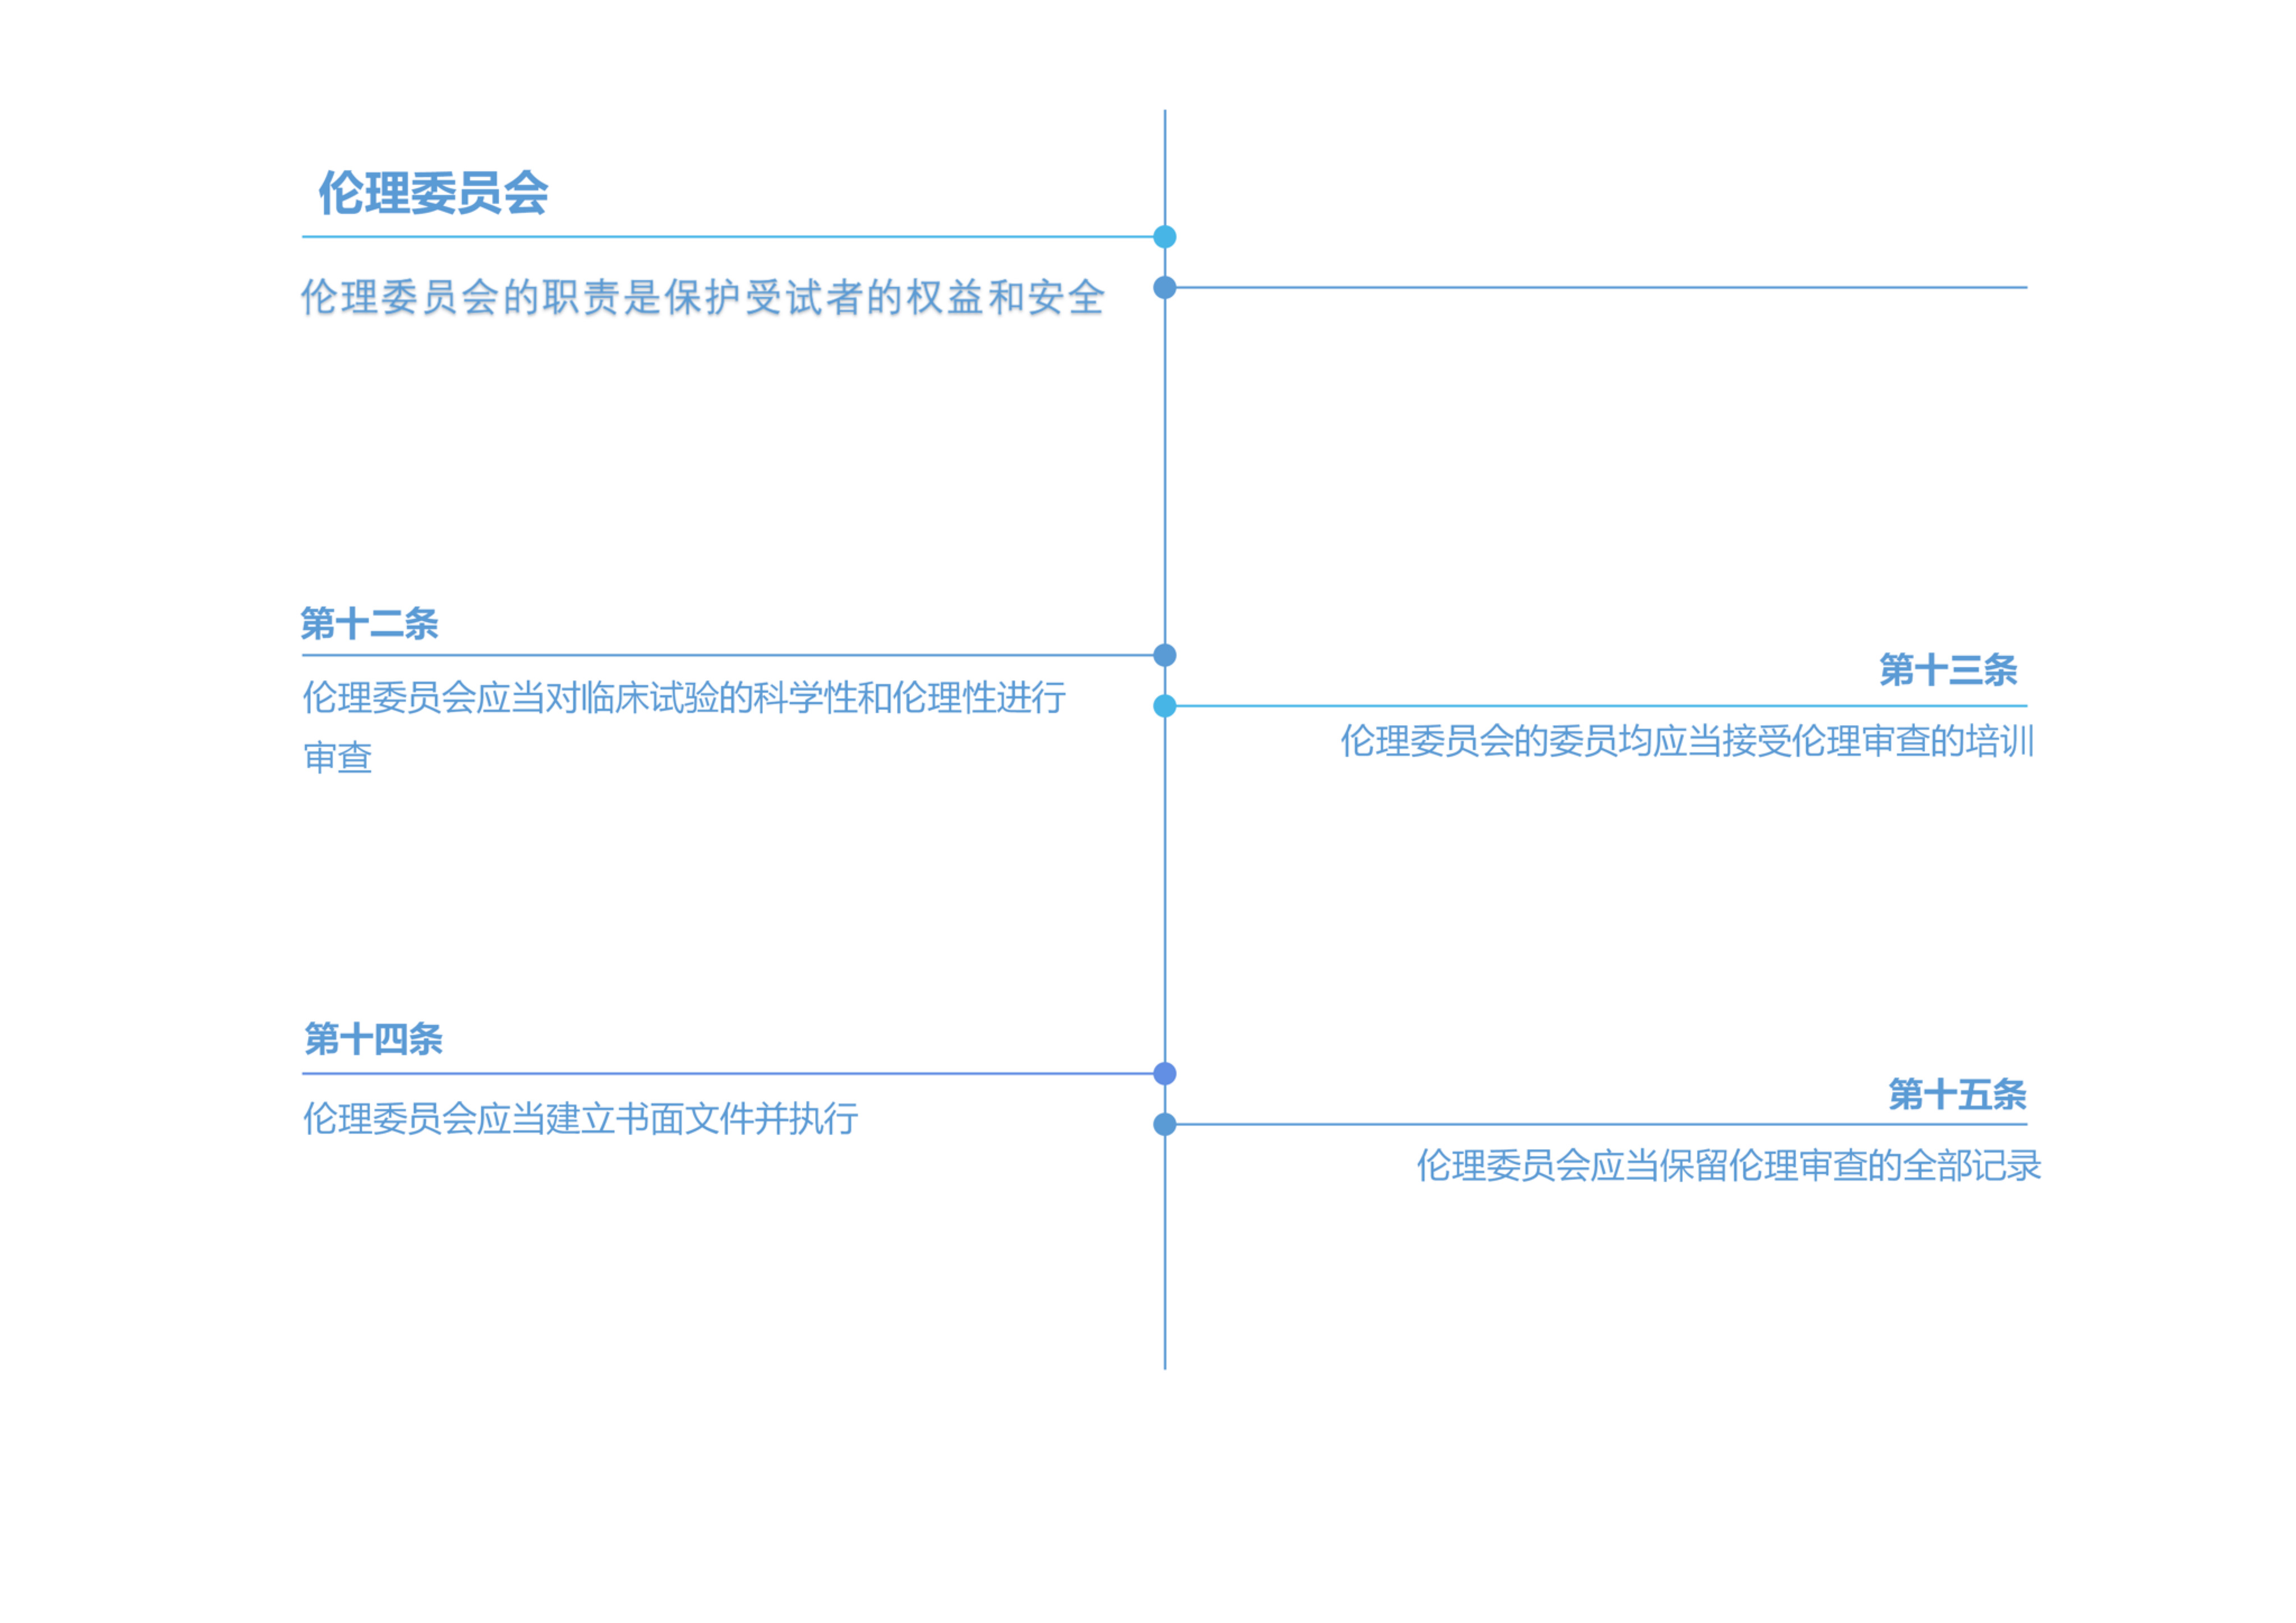 伦理委员会
伦理委员会的职责是保护受试者的权益和安全
第十二条
伦理委员会应当对临床试验的科学性和伦理性进行
审查
第十三条
伦理委员会的委员均应当接受伦理审查的培训
第十四条
伦理委员会应当建立书面文件并执行
第十五条
伦理委员会应当保留伦理审查的全部记录